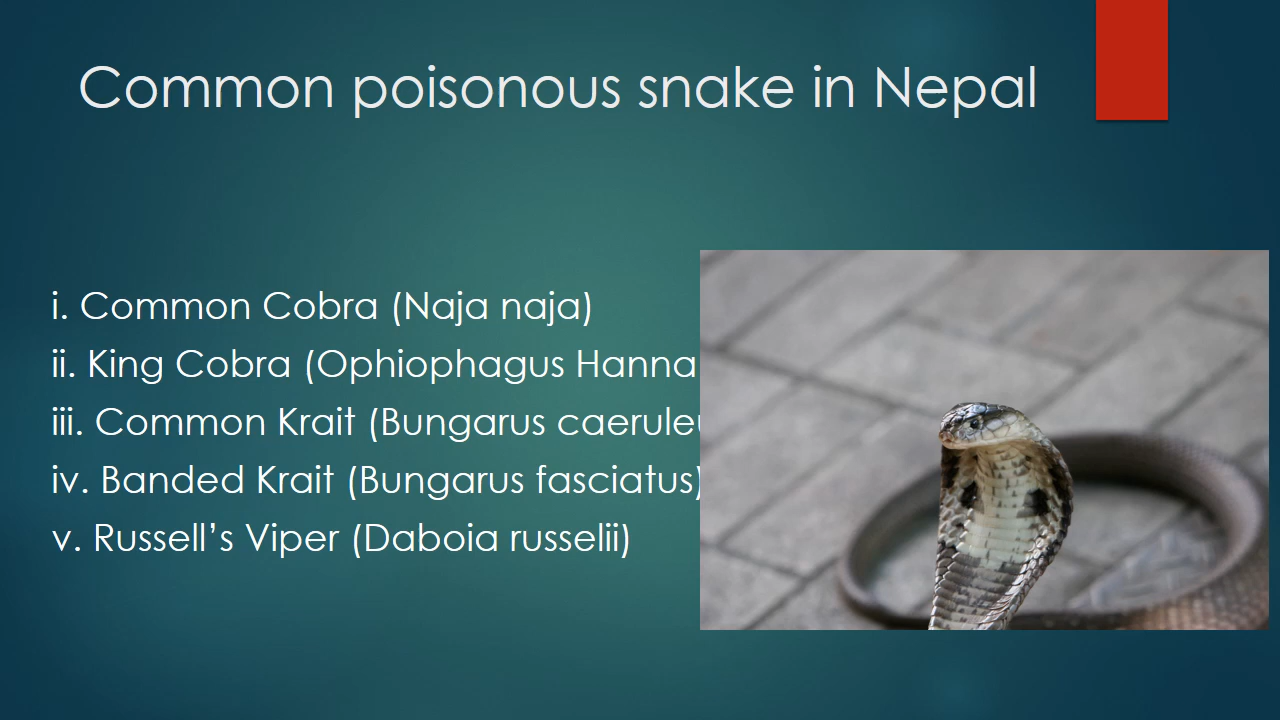 Common poisonous snake in Nepal
i. Common Cobra (Naja naja)
ii. King Cobra (Ophiophagus Hanna
iii. Common Krait (Bungarus
iv. Banded Krait (Bungarus fasciatus)
v. Russell’s Viper (Daboia russelii)